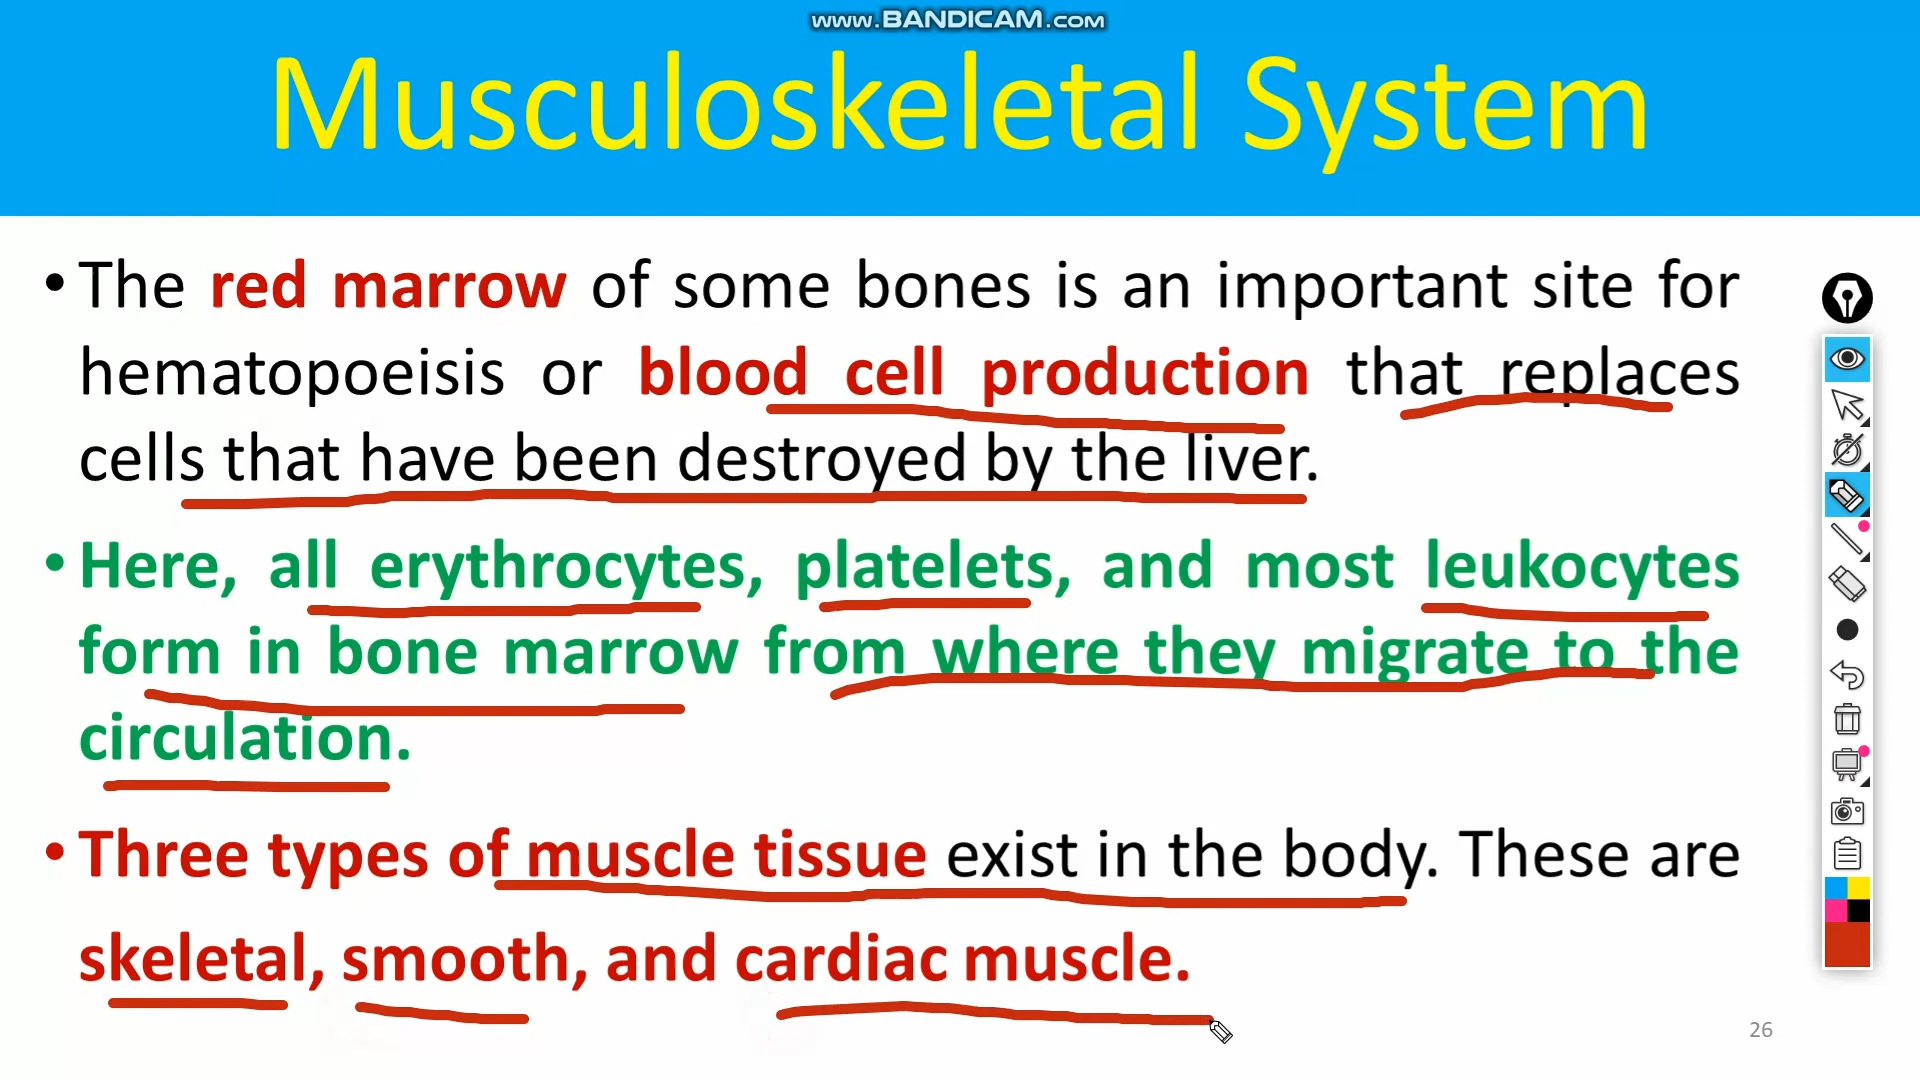 www.BANDICAM.com
Musculoskeletal System
• The red marrow of some bones is an important site for
hematopoeisis or blood cell production that replaces
cells that have been destroyed by the liver.
• Here, all erythrocytes, platelets, and most leukocytes
form in bone marrow from where they migrate to the
circulation.
• Three types of muscle tissue exist in the body. These are
skeletal, smooth, and cardiac muscle.
26